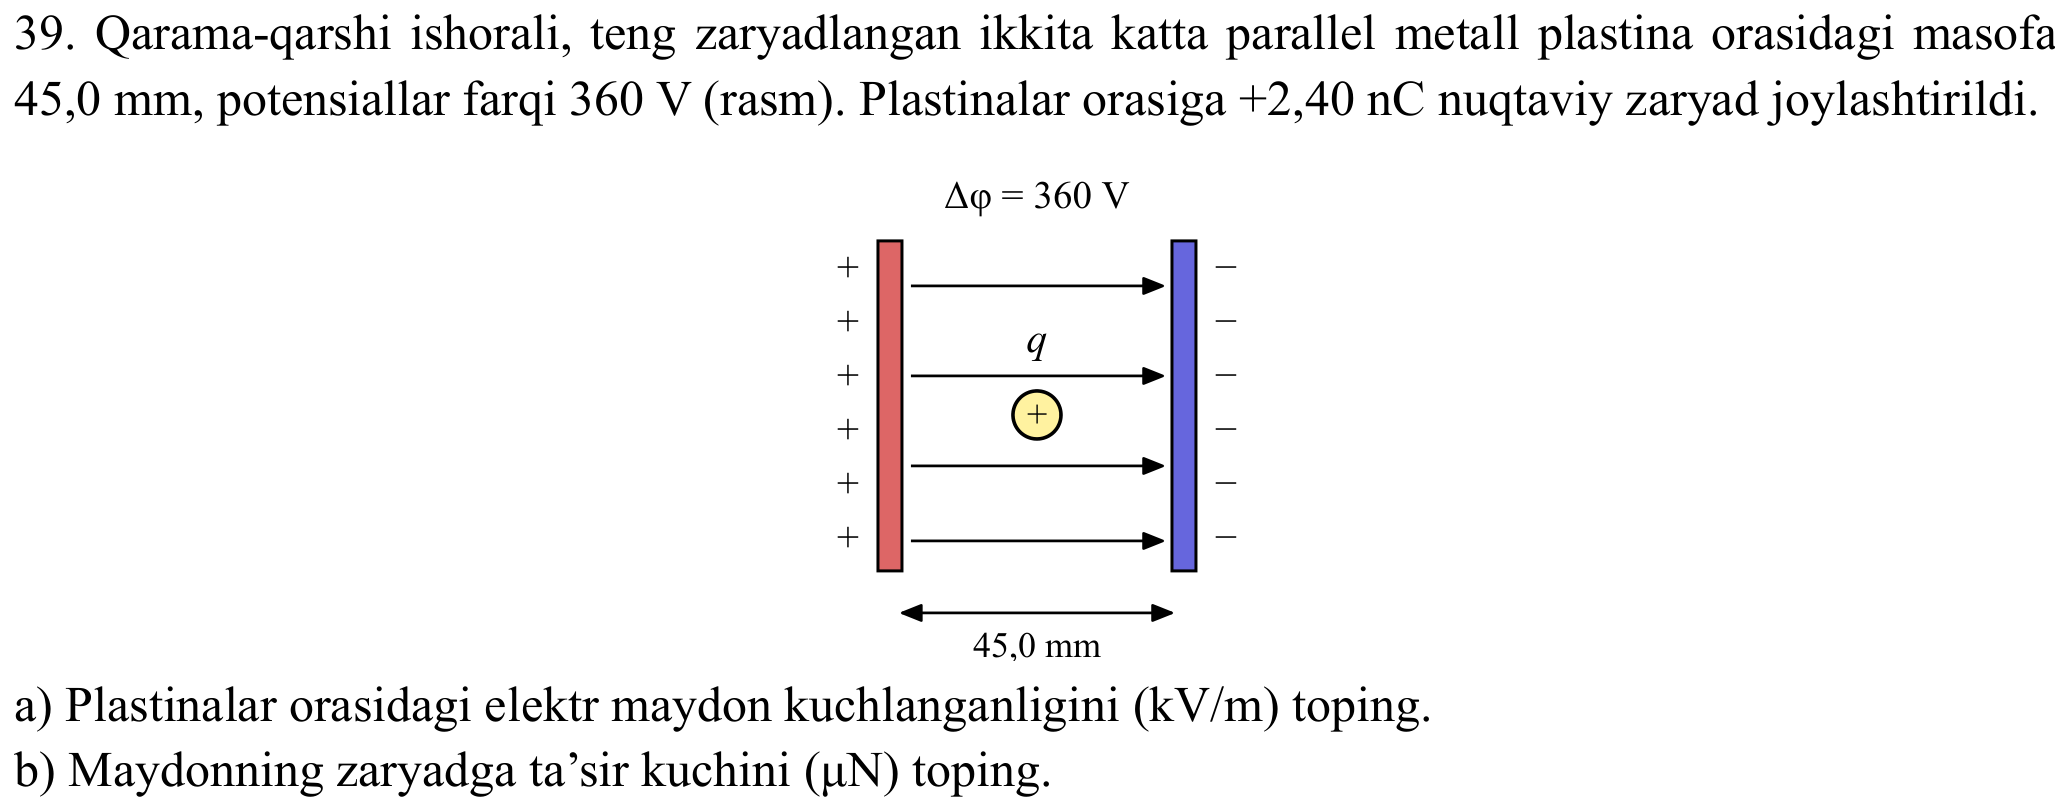 39. Qarama-qarshi ishorali, teng zaryadlangan ikkita katta parallel metall plastina orasidagi masofa
45,0 mm, potensiallar farqi 360 V (rasm). Plastinalar orasiga +2,40 nC nuqtaviy zaryad joylashtirildi.
Δφ = 360 V
+ −
+ −
q
+ −
+
+ −
+ −
+ −
45,0 mm
a) Plastinalar orasidagi elektr maydon kuchlanganligini (kV/m) toping.
b) Maydonning zaryadga ta’sir kuchini (μN) toping.